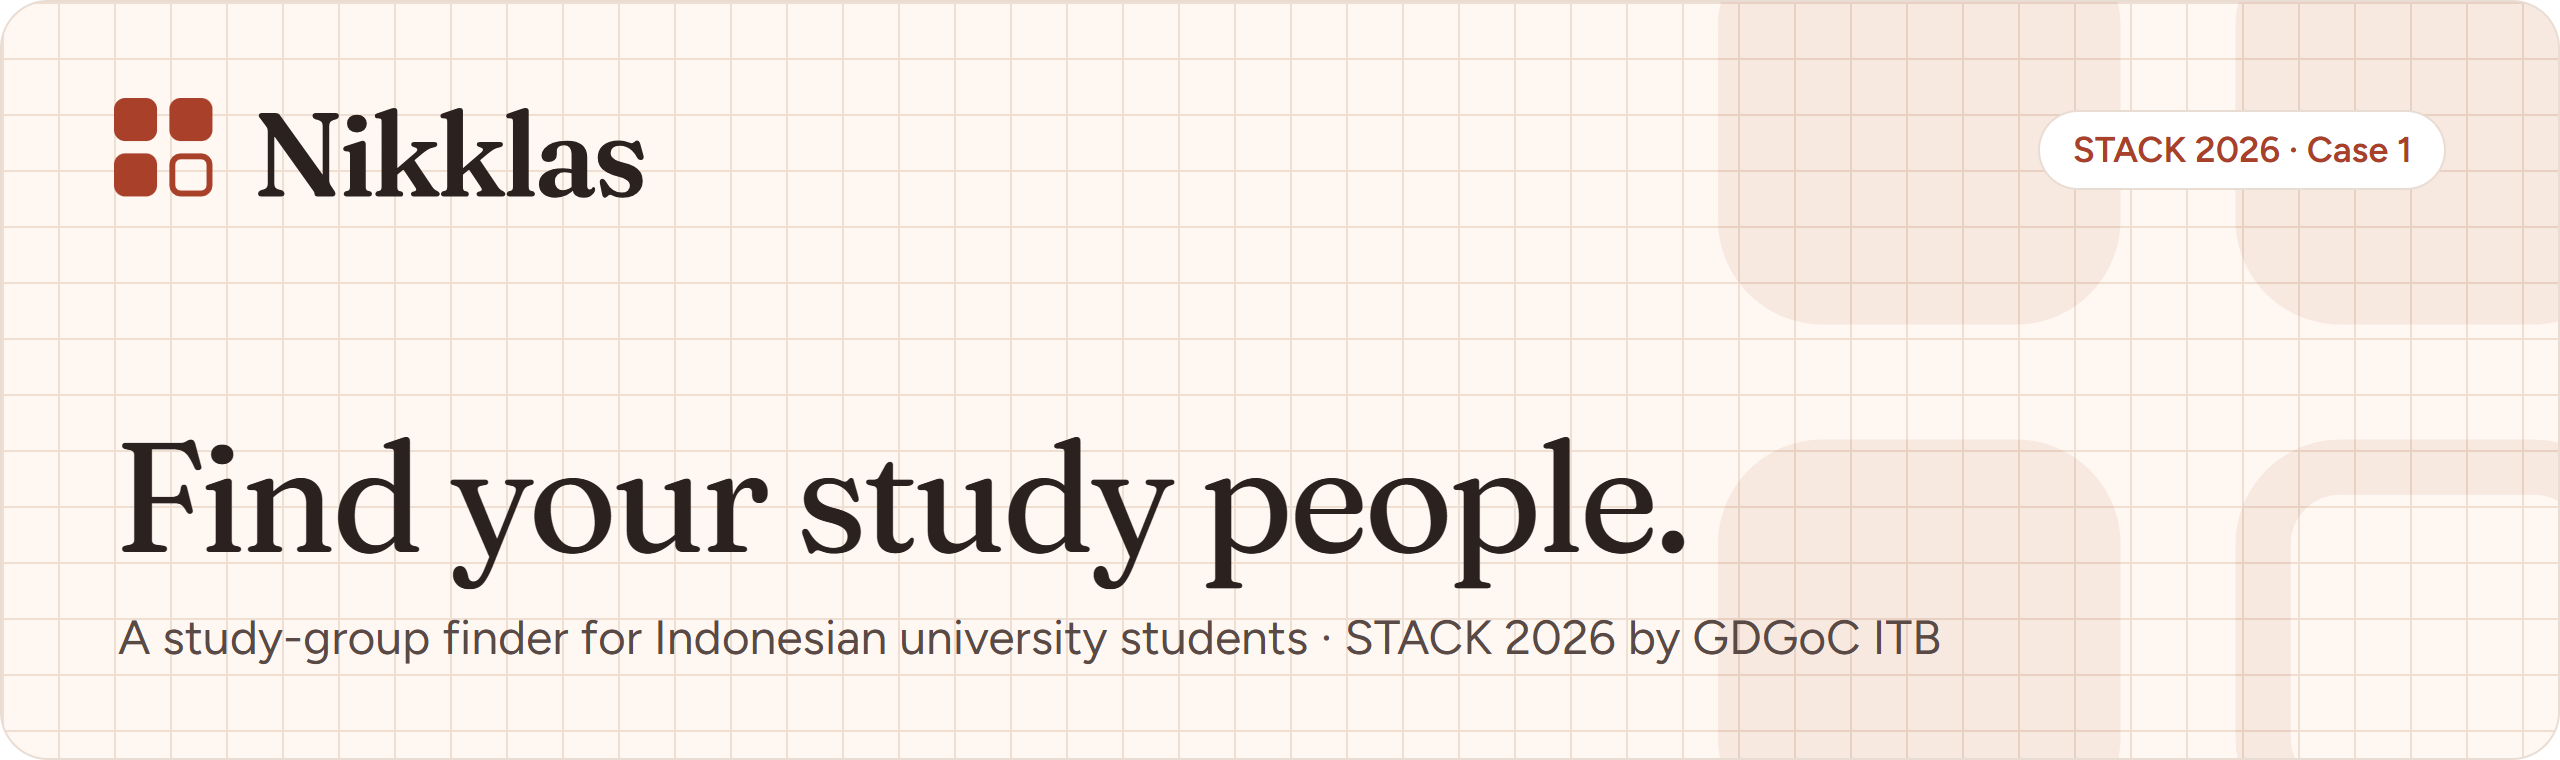 Nikklas
STACK 2026 · Case 1
Find your study people.
A study-group finder for Indonesian university students · STACK 2026 by GDGoC ITB